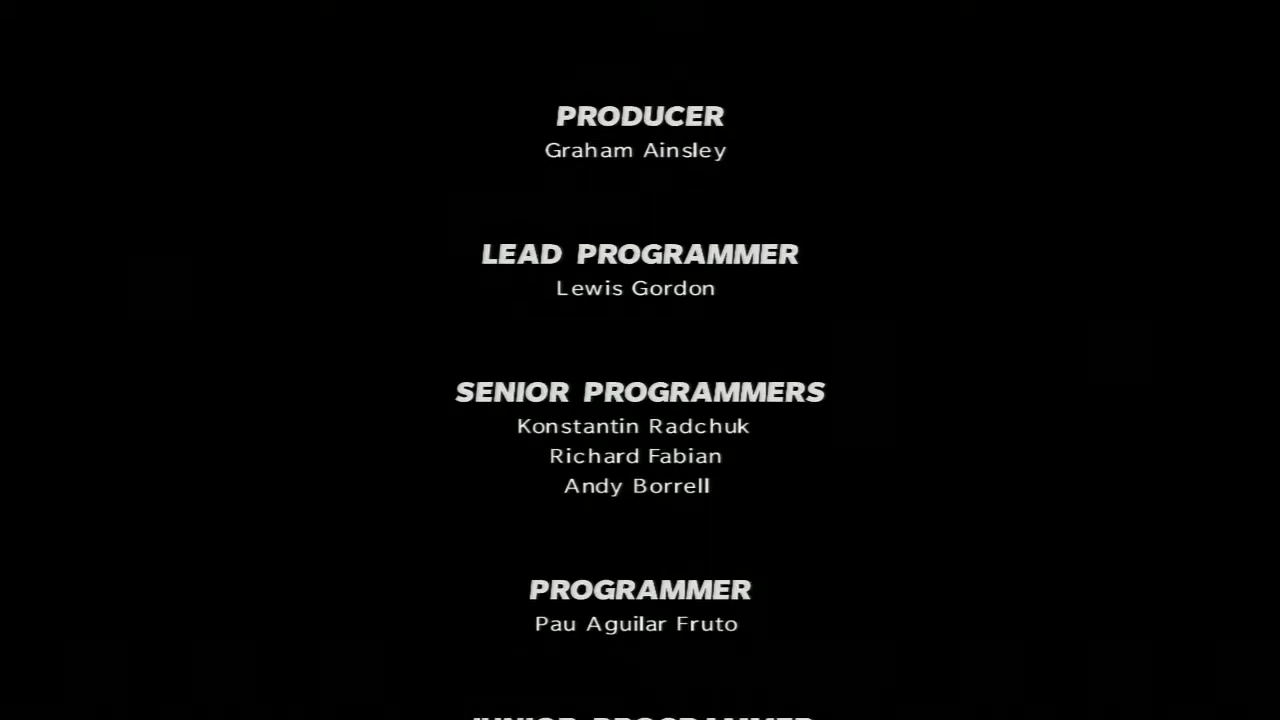 PRODUCER
Graham Ainsley
LEAD PROGRAMMER
Lewis Gordon
SENIOR PROGRAMMERS
Konstantin Radchuk
Richard Fabian
Andy Borrell
PROGRAMMER
Pau Aguilar Fruto